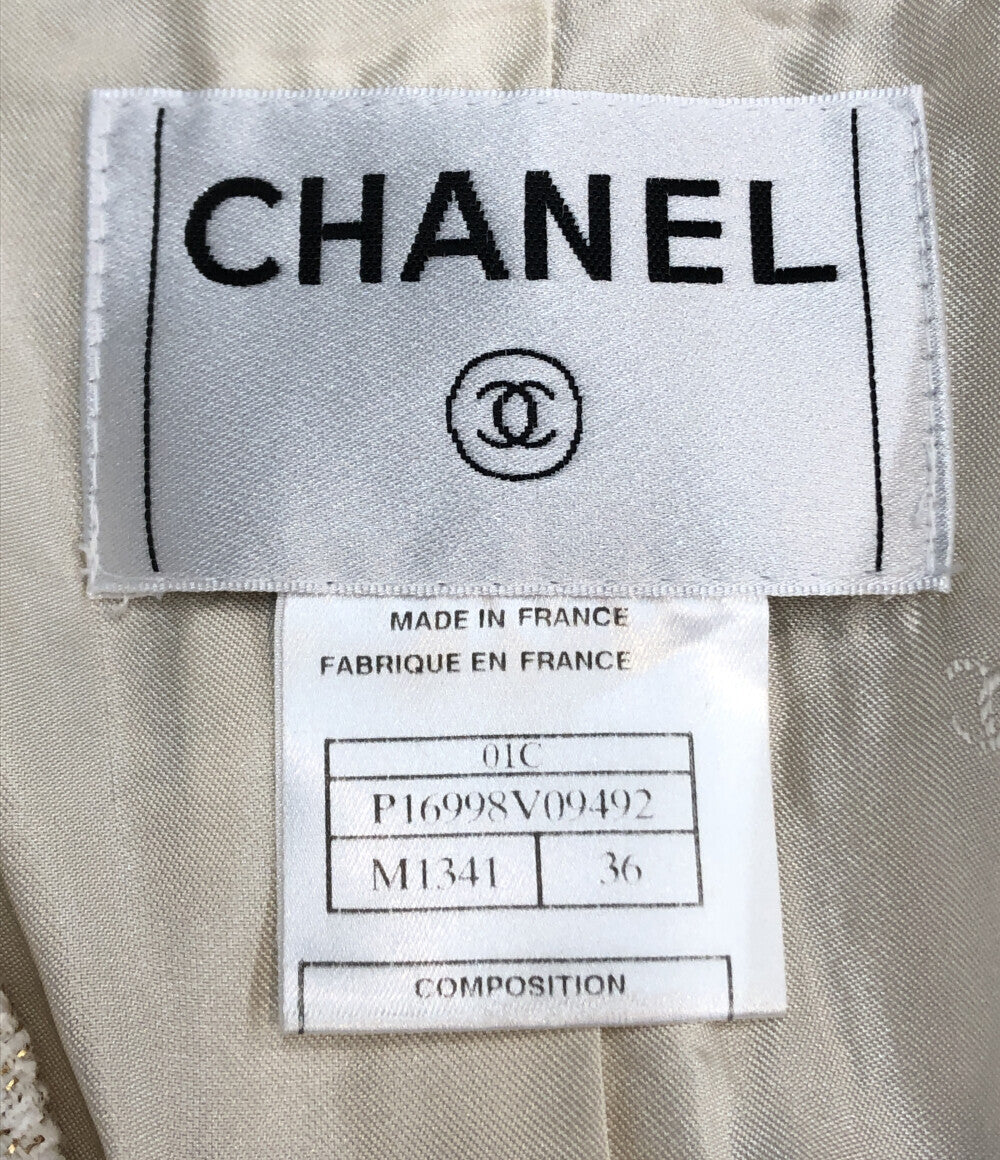 CHANEL
MADE IN FRANCE
FABRIQUE EN FRANCE
01C
P16998V09492
M1341 36
COMPOSITION